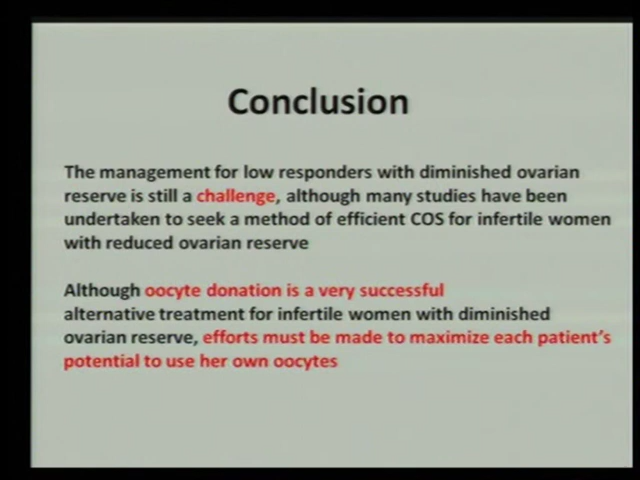 Conclusion
The management for low responders with diminished ovarian
reserve is still a challenge, although many studies have been
undertaken to seek a method of efficient COS for infertile women
with reduced ovarian reserve
Although oocyte donation is a very successful
alternative treatment for infertile women with diminished
ovarian reserve, efforts must be made to maximize each patient's
potential to use her own oocytes